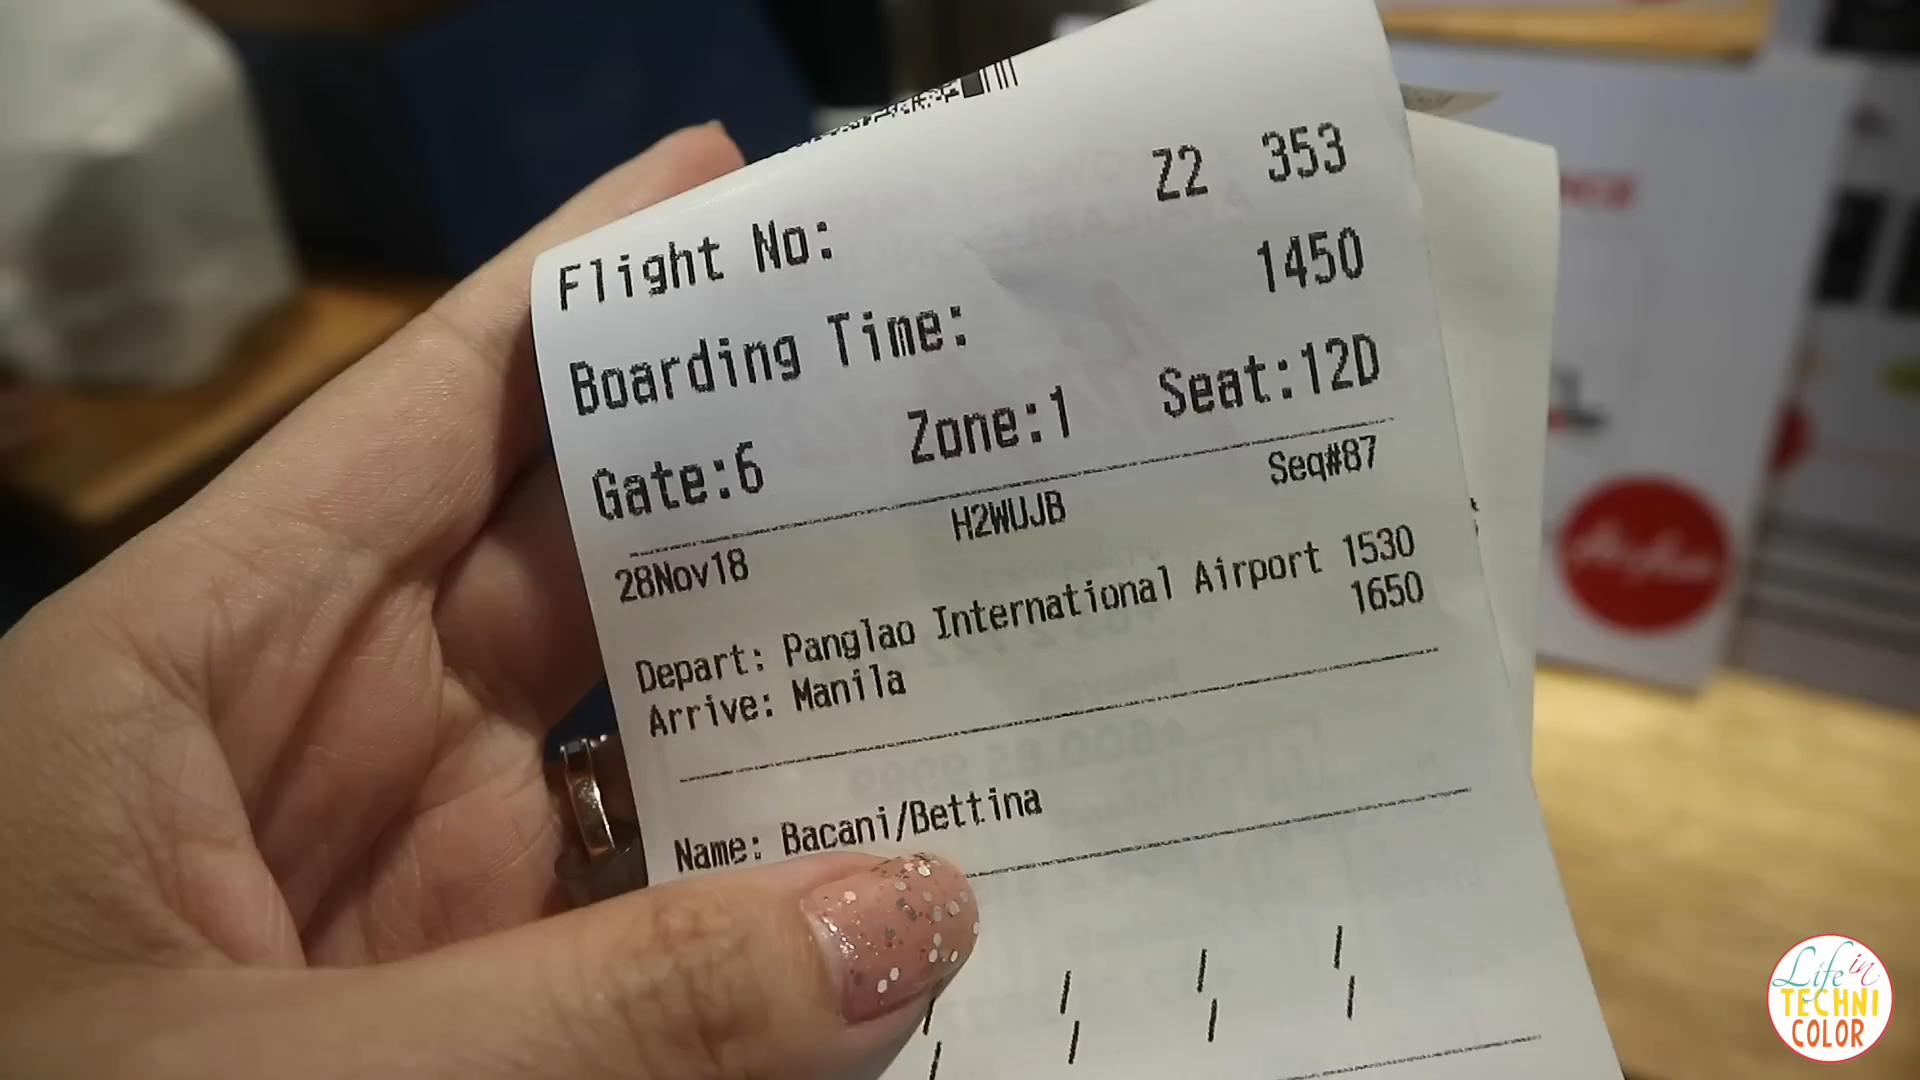 Flight No: Z2 353
Boarding Time: 1450
Gate:6 Zone:1 Seat:12D
28Nov18 H2WUJB Seq#87
Depart: Panglao International Airport 1530
Arrive: Manila 1650
Name: Bacani/Bettina
AirAsia
Life in
TECHNI
COLOR